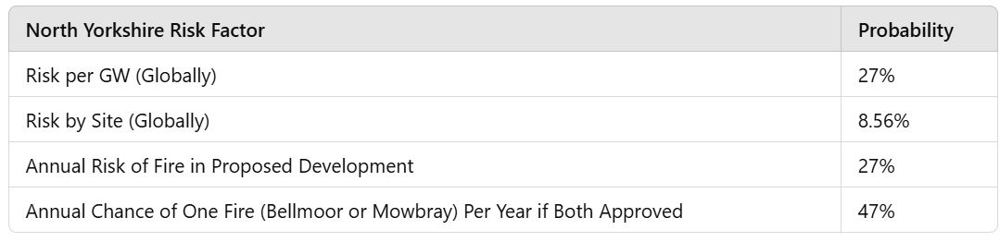 North Yorkshire Risk Factor Probability
Risk per GW (Globally) 27%
Risk by Site (Globally) 8.56%
Annual Risk of Fire in Proposed Development 27%
Annual Chance of One Fire (Bellmoor or Mowbray) Per Year if Both Approved 47%